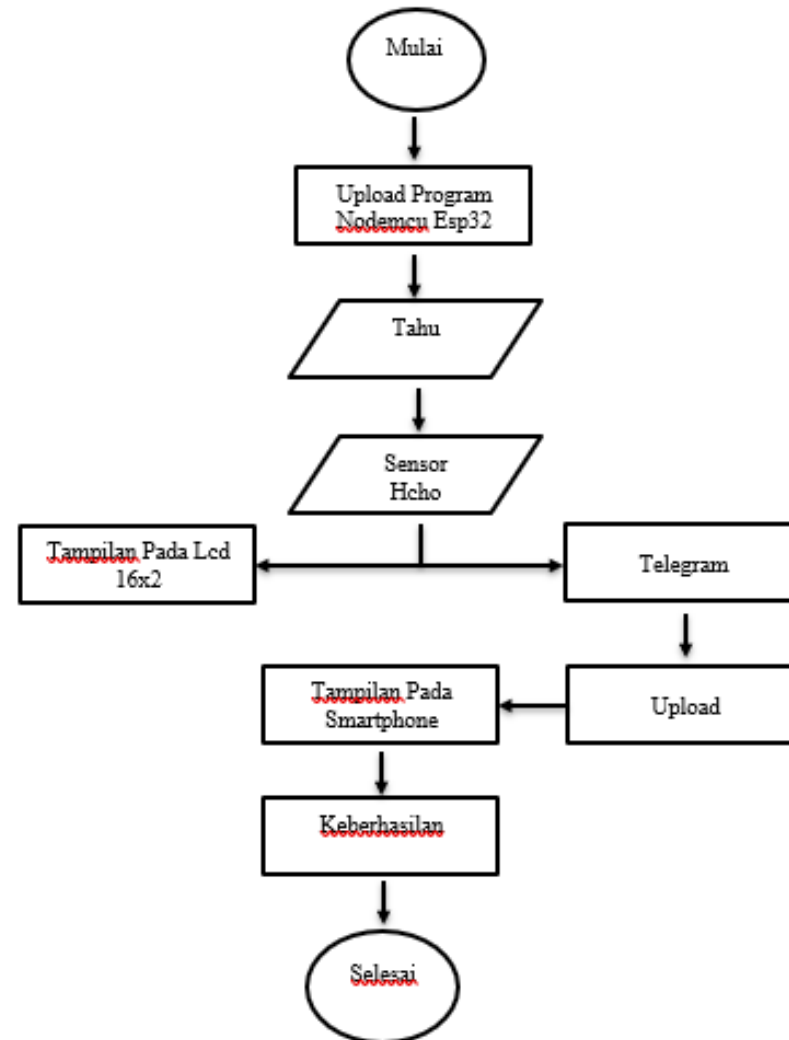 Mulai
Upload Program
Nodemcu Esp32
Tahu
Sensor
Hcho
Tampilan Pada Lcd
16x2
Telegram
Tampilan Pada
Smartphone
Upload
Keberhasilan
Selesai